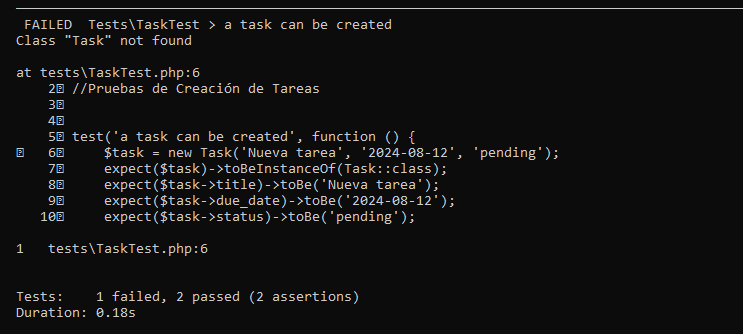 FAILED  Tests\TaskTest > a task can be created
Class "Task" not found
at tests\TaskTest.php:6
2 //Pruebas de Creación de Tareas
3
4
5 test('a task can be created', function () {
6     $task = new Task('Nueva tarea', '2024-08-12', 'pending');
7     expect($task)->toBeInstanceOf(Task::class);
8     expect($task->title)->toBe('Nueva tarea');
9     expect($task->due_date)->toBe('2024-08-12');
10     expect($task->status)->toBe('pending');
1   tests\TaskTest.php:6
Tests:    1 failed, 2 passed (2 assertions)
Duration: 0.18s